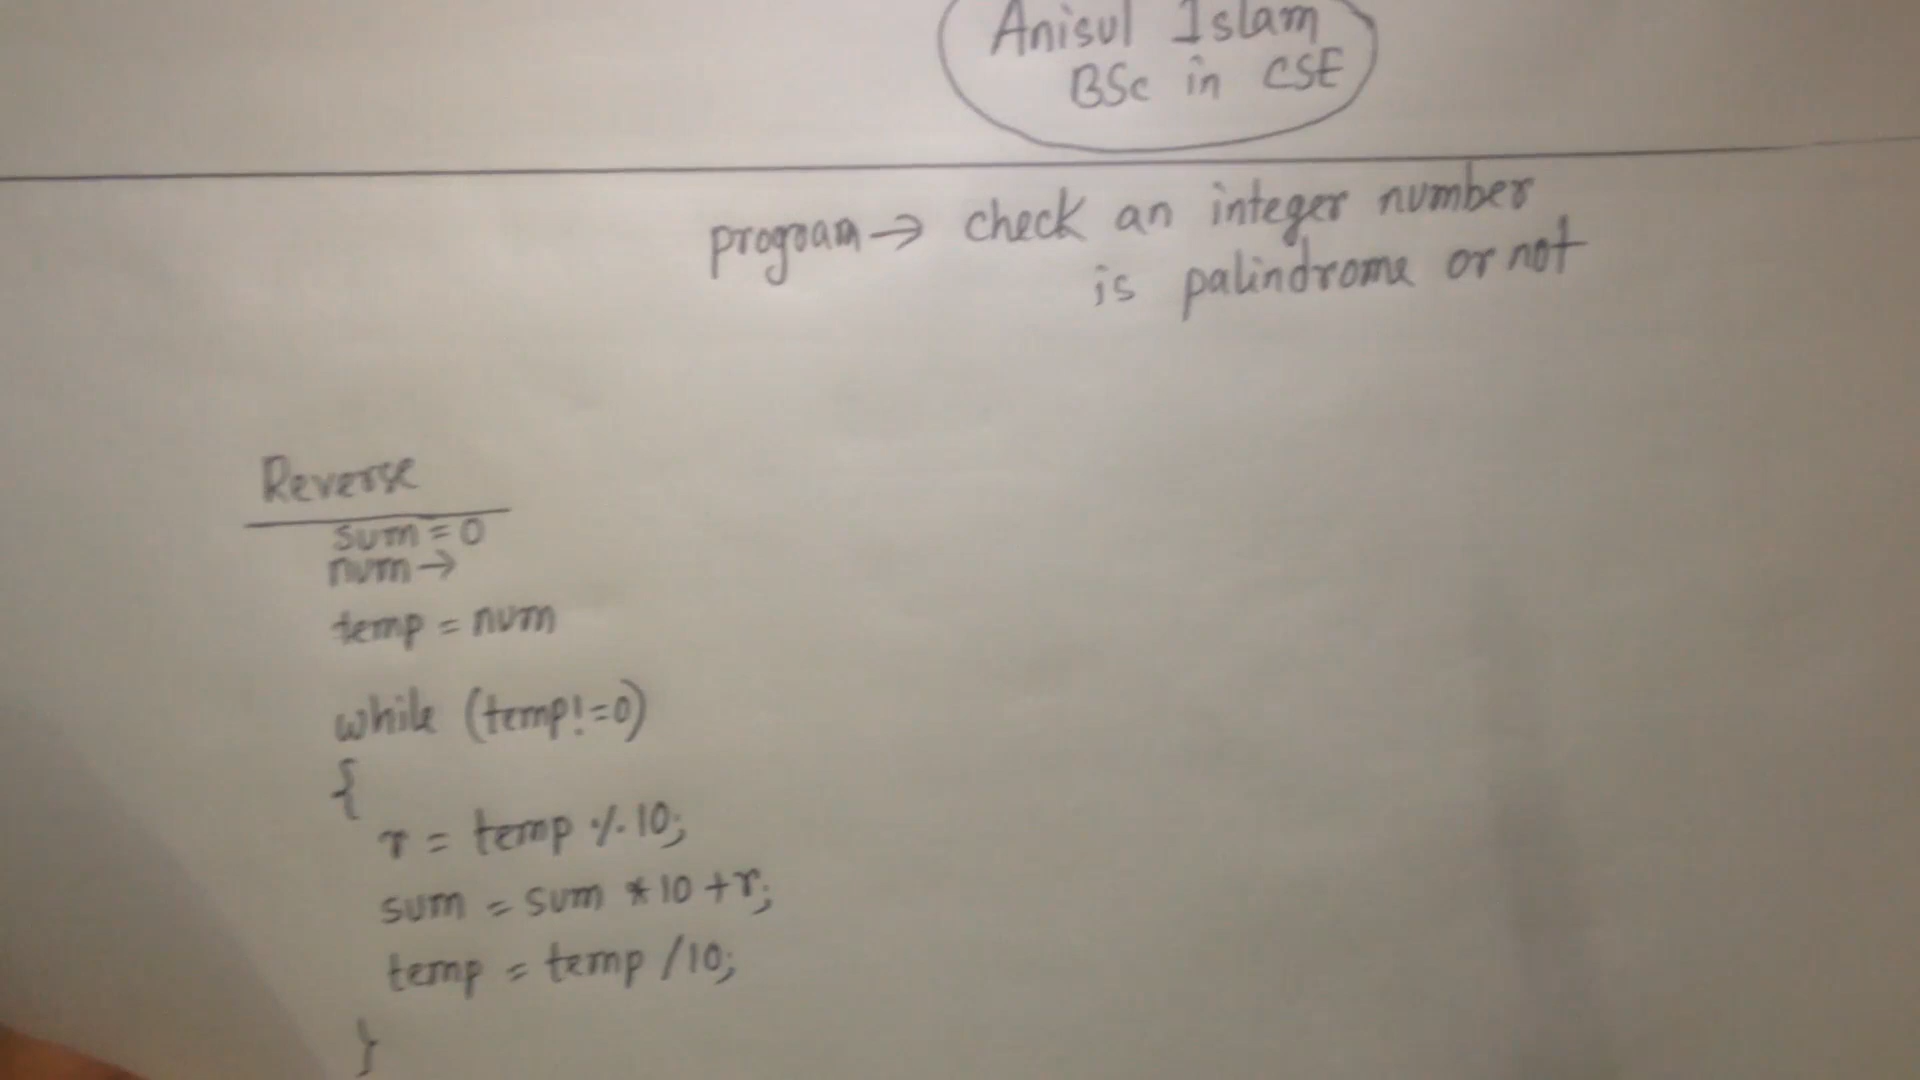 Anisul Islam
BSc in CSE
program → check an integer number
is palindrome or not
Reverse
sum = 0
num →
temp = num
while (temp!=0)
{
r = temp % 10;
sum = sum * 10 + r;
temp = temp / 10;
}